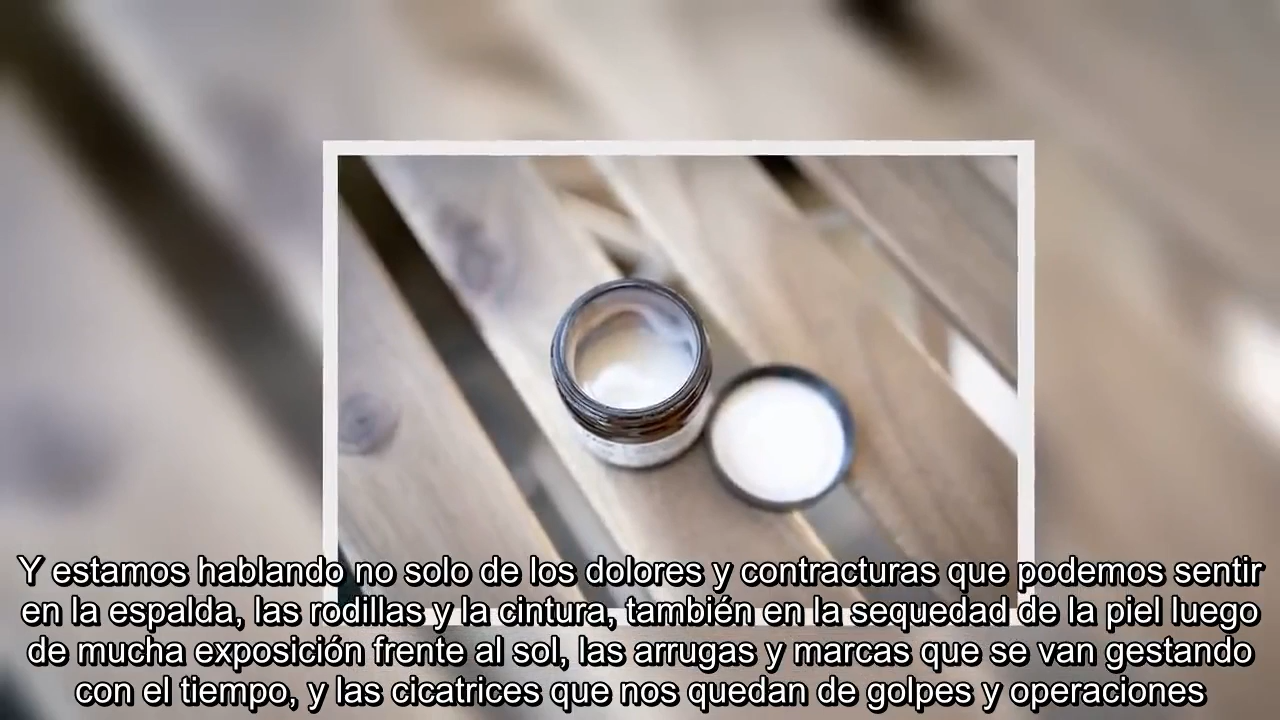 Y estamos hablando no solo de los dolores y contracturas que podemos sentir
en la espalda, las rodillas y la cintura, también en la sequedad de la piel luego
de mucha exposición frente al sol, las arrugas y marcas que se van gestando
con el tiempo, y las cicatrices que nos quedan de golpes y operaciones